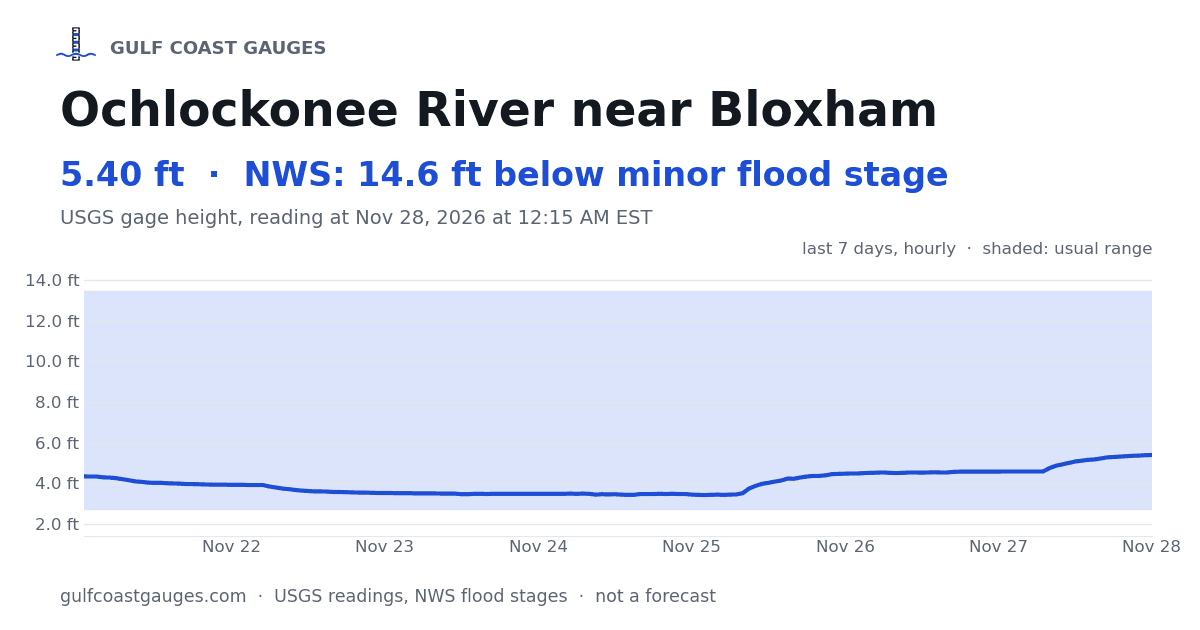 GULF COAST GAUGES
Ochlockonee River near Bloxham
5.40 ft · NWS: 14.6 ft below minor flood stage
USGS gage height, reading at Nov 28, 2026 at 12:15 AM EST
last 7 days, hourly · shaded: usual range
14.0 ft
12.0 ft
10.0 ft
8.0 ft
6.0 ft
4.0 ft
2.0 ft
Nov 22 Nov 23 Nov 24 Nov 25 Nov 26 Nov 27 Nov 28
gulfcoastgauges.com · USGS readings, NWS flood stages · not a forecast